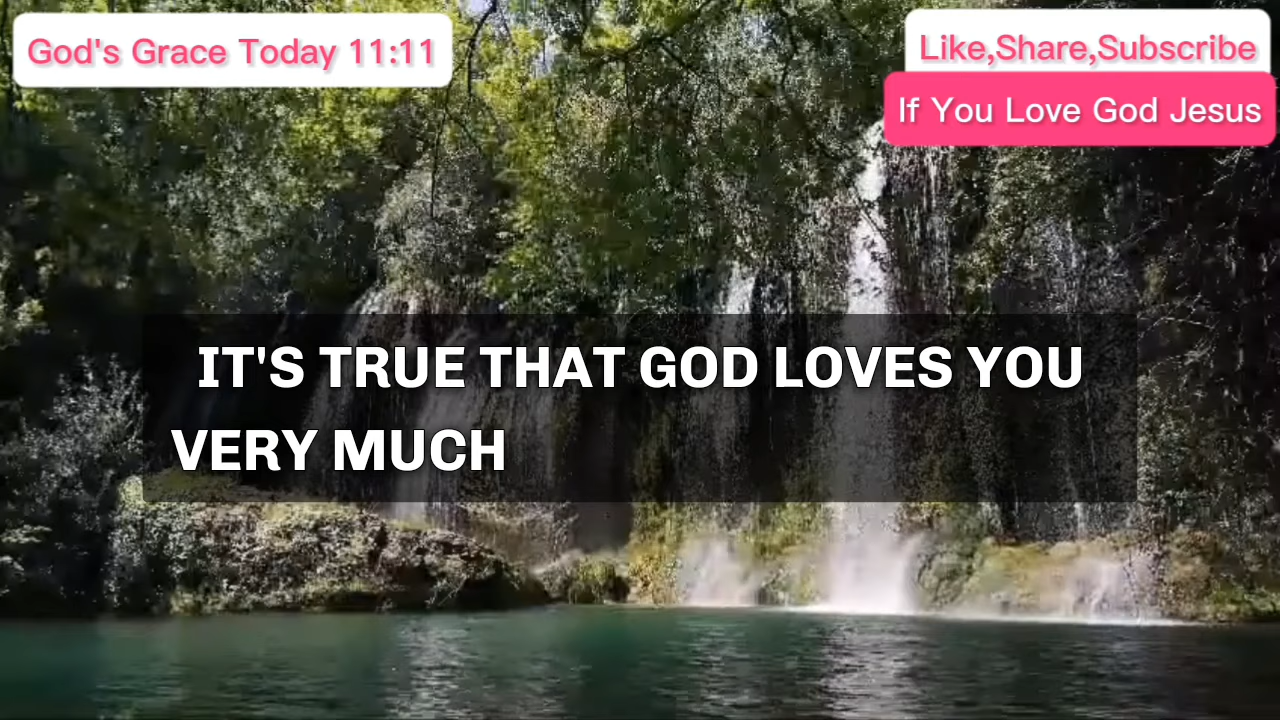 God's Grace Today 11:11
Like,Share,Subscribe
If You Love God Jesus
IT'S TRUE THAT GOD LOVES YOU
VERY MUCH